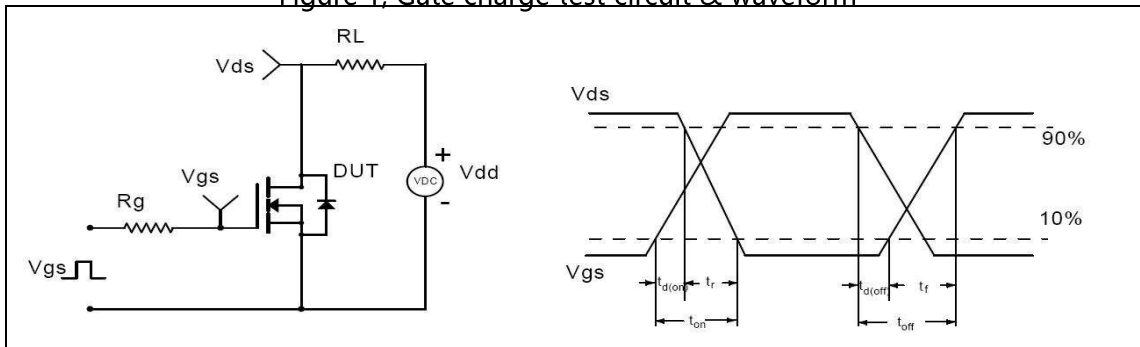 Figure 1, Gate charge test circuit & waveform
RL
Vds
Vgs
DUT
VDC
+
-
Vdd
Rg
Vgs
Vds
90%
10%
Vgs
td(on)
tr
td(off)
tf
ton
toff